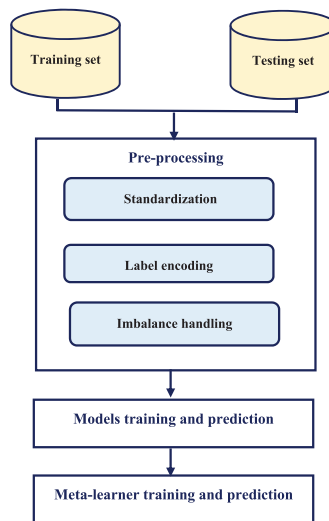 Training set
Testing set
Pre-processing
Standardization
Label encoding
Imbalance handling
Models training and prediction
Meta-learner training and prediction